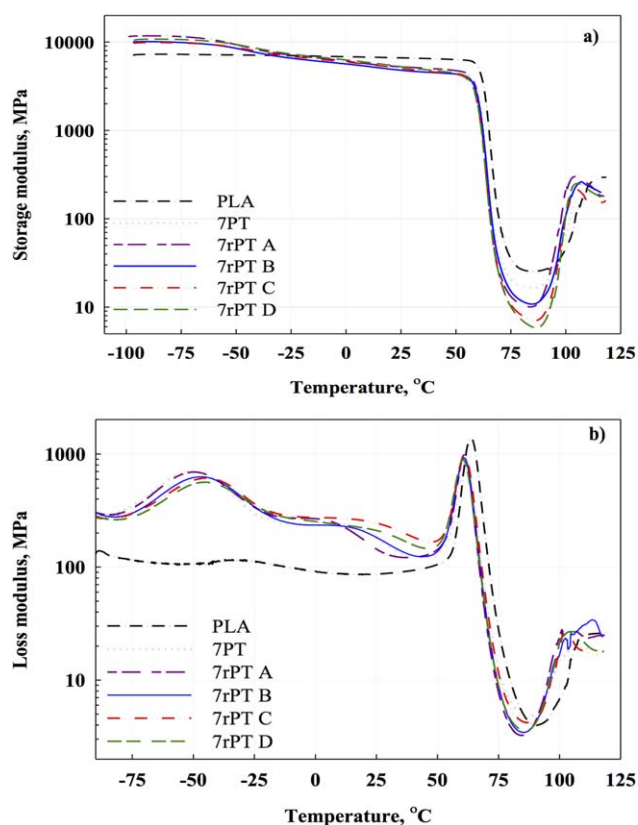 a)
10000
1000
100
10
Storage modulus, MPa
PLA
7PT
7rPT A
7rPT B
7rPT C
7rPT D
-100 -75 -50 -25 0 25 50 75 100 125
Temperature, °C
b)
1000
100
10
Loss modulus, MPa
PLA
7PT
7rPT A
7rPT B
7rPT C
7rPT D
-75 -50 -25 0 25 50 75 100 125
Temperature, °C